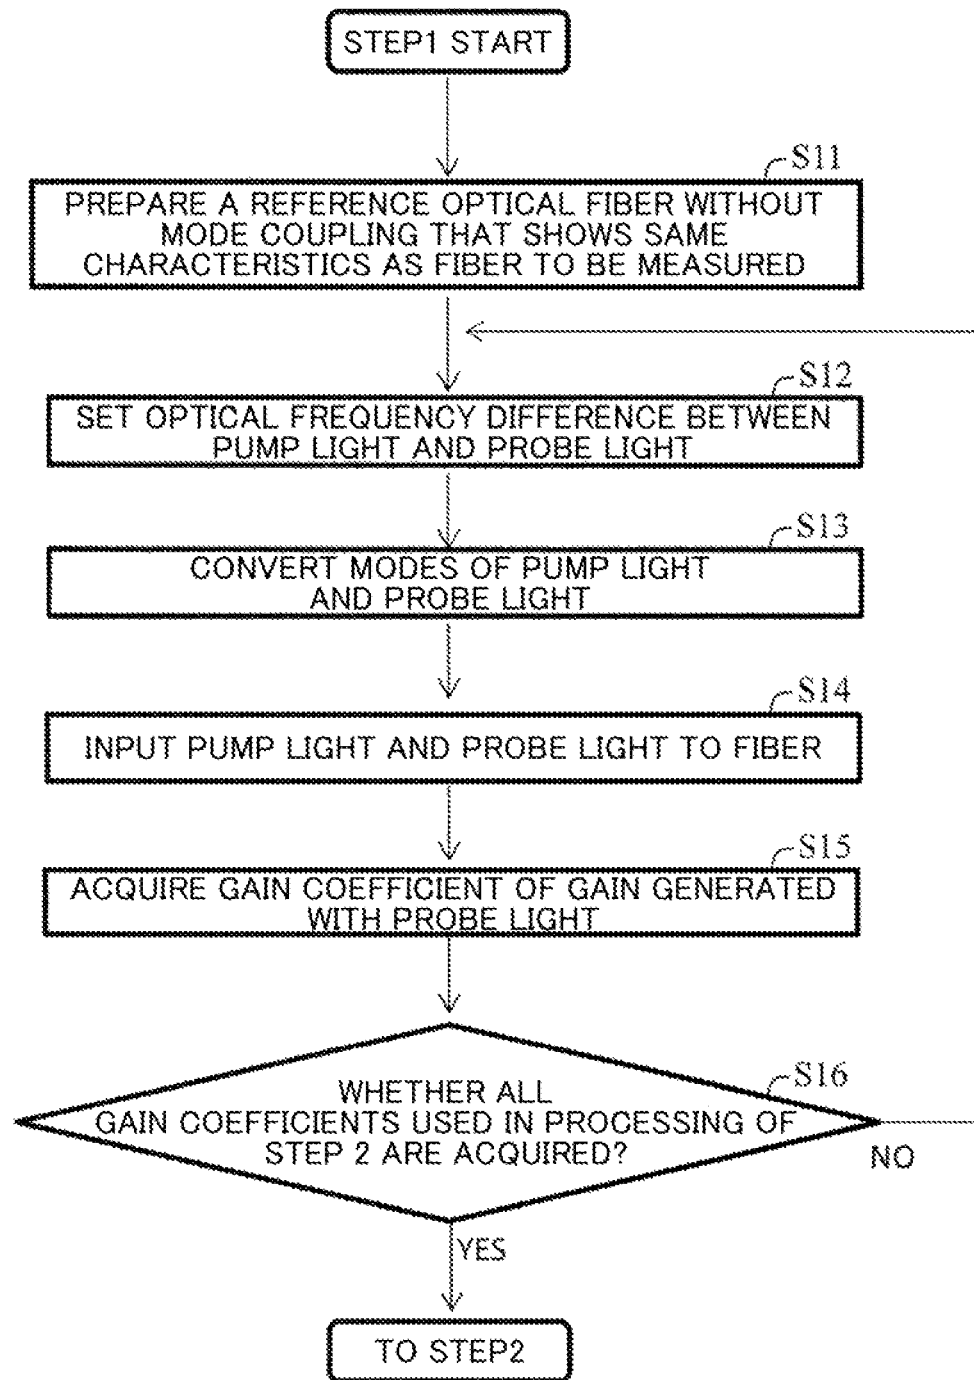 STEP1 START
S11
PREPARE A REFERENCE OPTICAL FIBER WITHOUT
MODE COUPLING THAT SHOWS SAME
CHARACTERISTICS AS FIBER TO BE MEASURED
S12
SET OPTICAL FREQUENCY DIFFERENCE BETWEEN
PUMP LIGHT AND PROBE LIGHT
S13
CONVERT MODES OF PUMP LIGHT
AND PROBE LIGHT
S14
INPUT PUMP LIGHT AND PROBE LIGHT TO FIBER
S15
ACQUIRE GAIN COEFFICIENT OF GAIN GENERATED
WITH PROBE LIGHT
S16
WHETHER ALL
GAIN COEFFICIENTS USED IN PROCESSING OF
STEP 2 ARE ACQUIRED?
NO
YES
TO STEP2